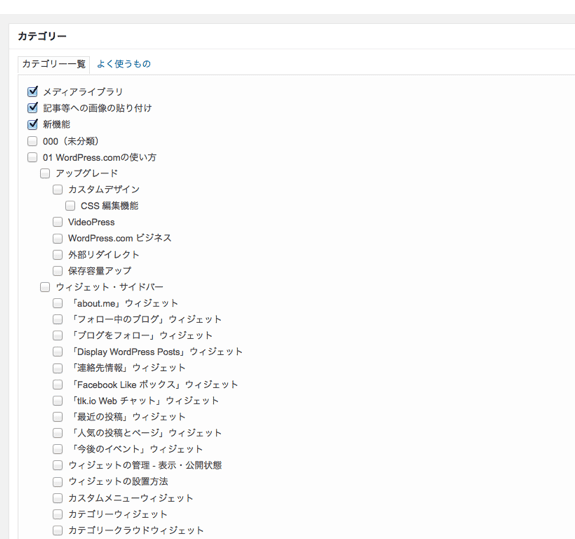 カテゴリー
カテゴリー一覧 よく使うもの
メディアライブラリ
記事等への画像の貼り付け
新機能
000（未分類）
01 WordPress.comの使い方
アップグレード
カスタムデザイン
CSS 編集機能
VideoPress
WordPress.com ビジネス
外部リダイレクト
保存容量アップ
ウィジェット・サイドバー
「about.me」ウィジェット
「フォロー中のブログ」ウィジェット
「ブログをフォロー」ウィジェット
「Display WordPress Posts」ウィジェット
「連絡先情報」ウィジェット
「Facebook Like ボックス」ウィジェット
「tlk.io Web チャット」ウィジェット
「最近の投稿」ウィジェット
「人気の投稿とページ」ウィジェット
「今後のイベント」ウィジェット
ウィジェットの管理 - 表示・公開状態
ウィジェットの設置方法
カスタムメニューウィジェット
カテゴリーウィジェット
カテゴリークラウドウィジェット